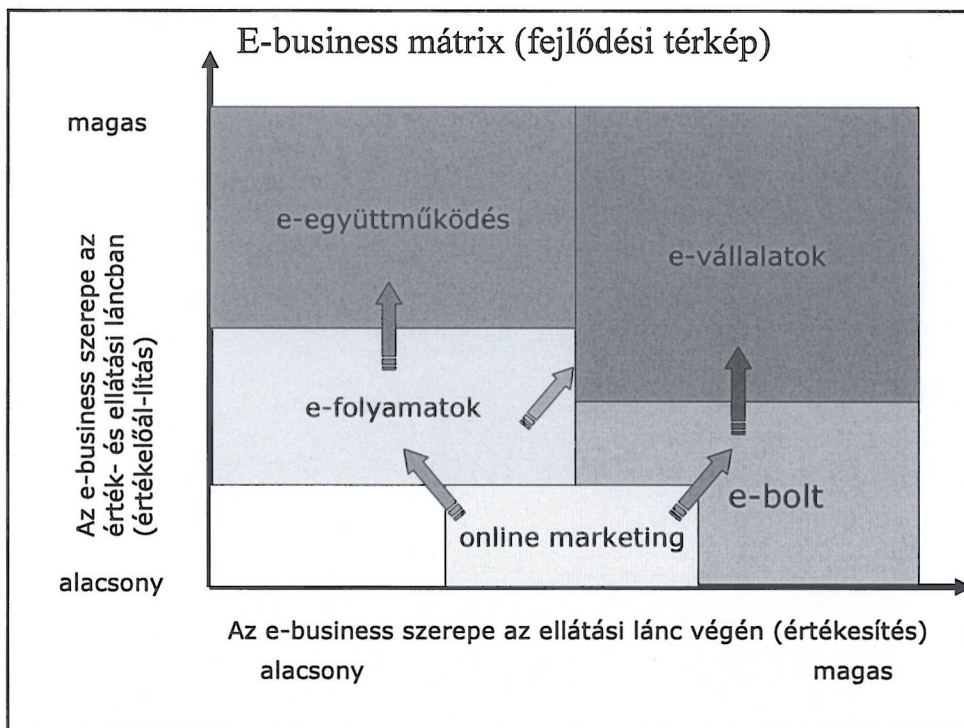 E-business mátrix (fejlődési térkép)
magas
Az e-business szerepe az
érték- és ellátási láncban
(értékelőál-lítás)
alacsony
e-együttműködés
e-vállalatok
e-folyamatok
e-bolt
online marketing
Az e-business szerepe az ellátási lánc végén (értékesítés)
alacsony
magas